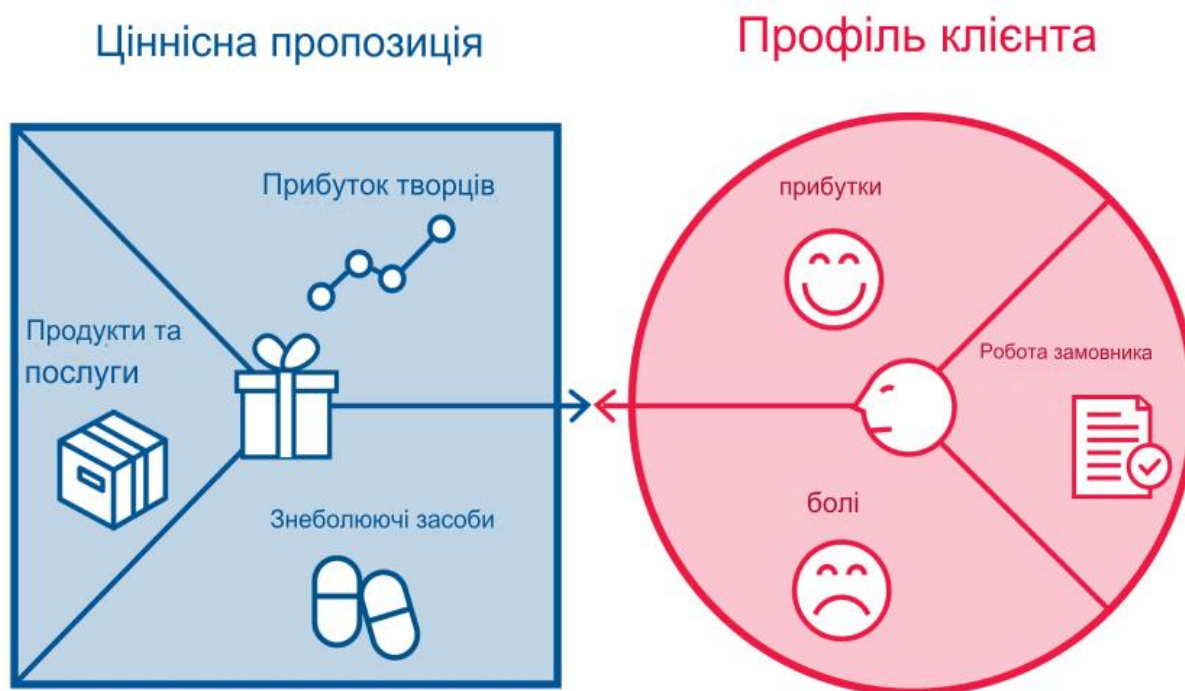 Ціннісна пропозиція
Прибуток творців
Продукти та
послуги
Знеболюючі засоби
Профіль клієнта
прибутки
Робота замовника
болі